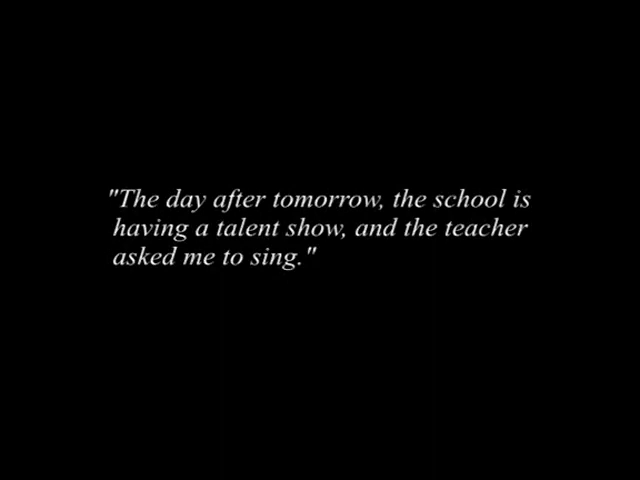 "The day after tomorrow, the school is
having a talent show, and the teacher
asked me to sing."